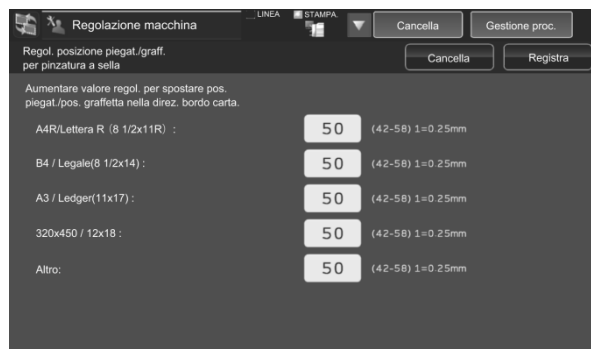 Regolazione macchina
LINEA
STAMPA.
Cancella
Gestione proc.
Regol. posizione piegat./graff.
per pinzatura a sella
Cancella
Registra
Aumentare valore regol. per spostare pos.
piegat./pos. graffetta nella direz. bordo carta.
A4R/Lettera R (8 1/2x11R) : 50 (42-58) 1=0.25mm
B4 / Legale(8 1/2x14) : 50 (42-58) 1=0.25mm
A3 / Ledger(11x17) : 50 (42-58) 1=0.25mm
320x450 / 12x18 : 50 (42-58) 1=0.25mm
Altro: 50 (42-58) 1=0.25mm